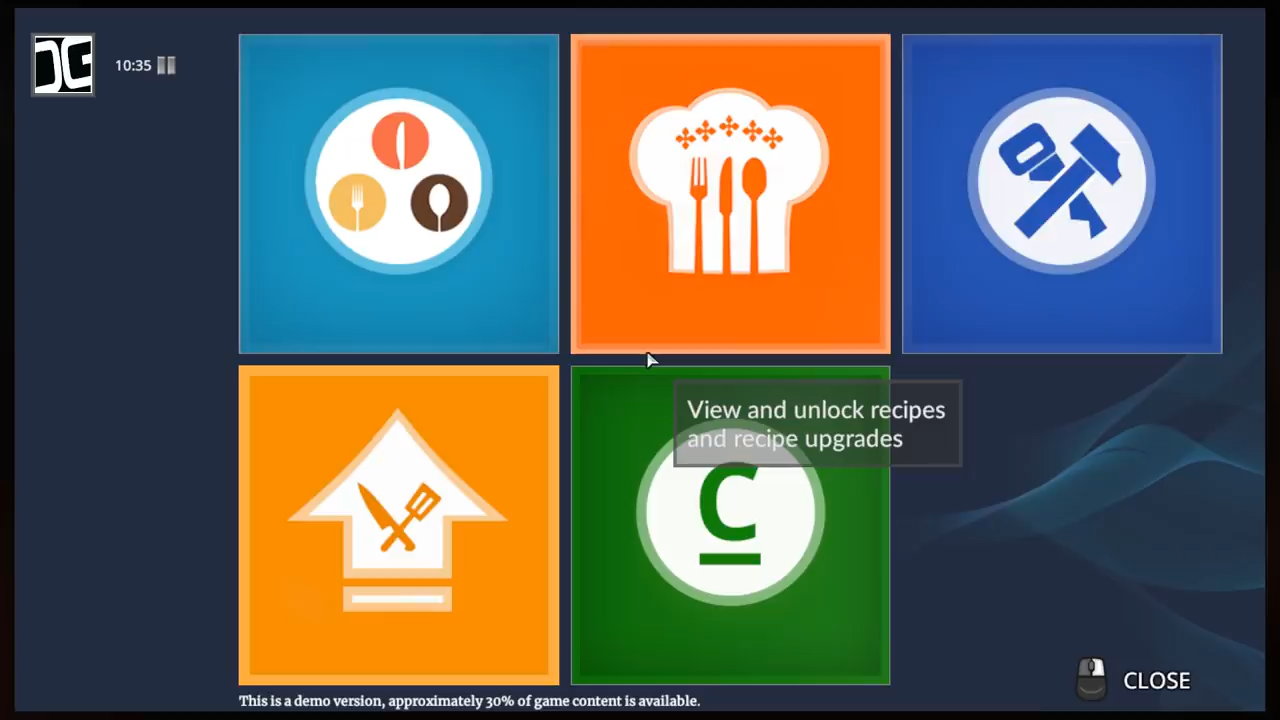 DG
10:35
View and unlock recipes
and recipe upgrades
C
CLOSE
This is a demo version, approximately 30% of game content is available.